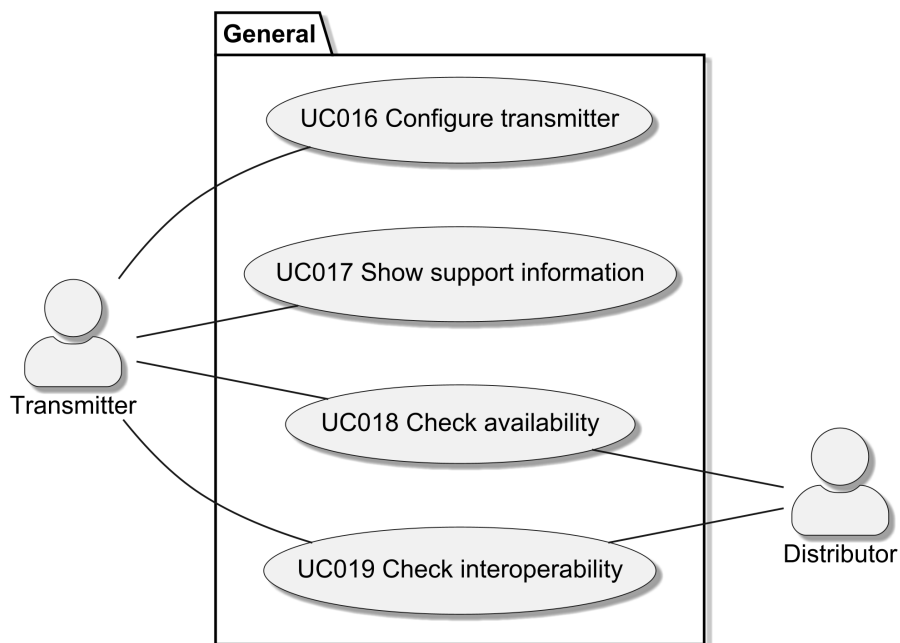 General
UC016 Configure transmitter
UC017 Show support information
Transmitter
UC018 Check availability
Distributor
UC019 Check interoperability